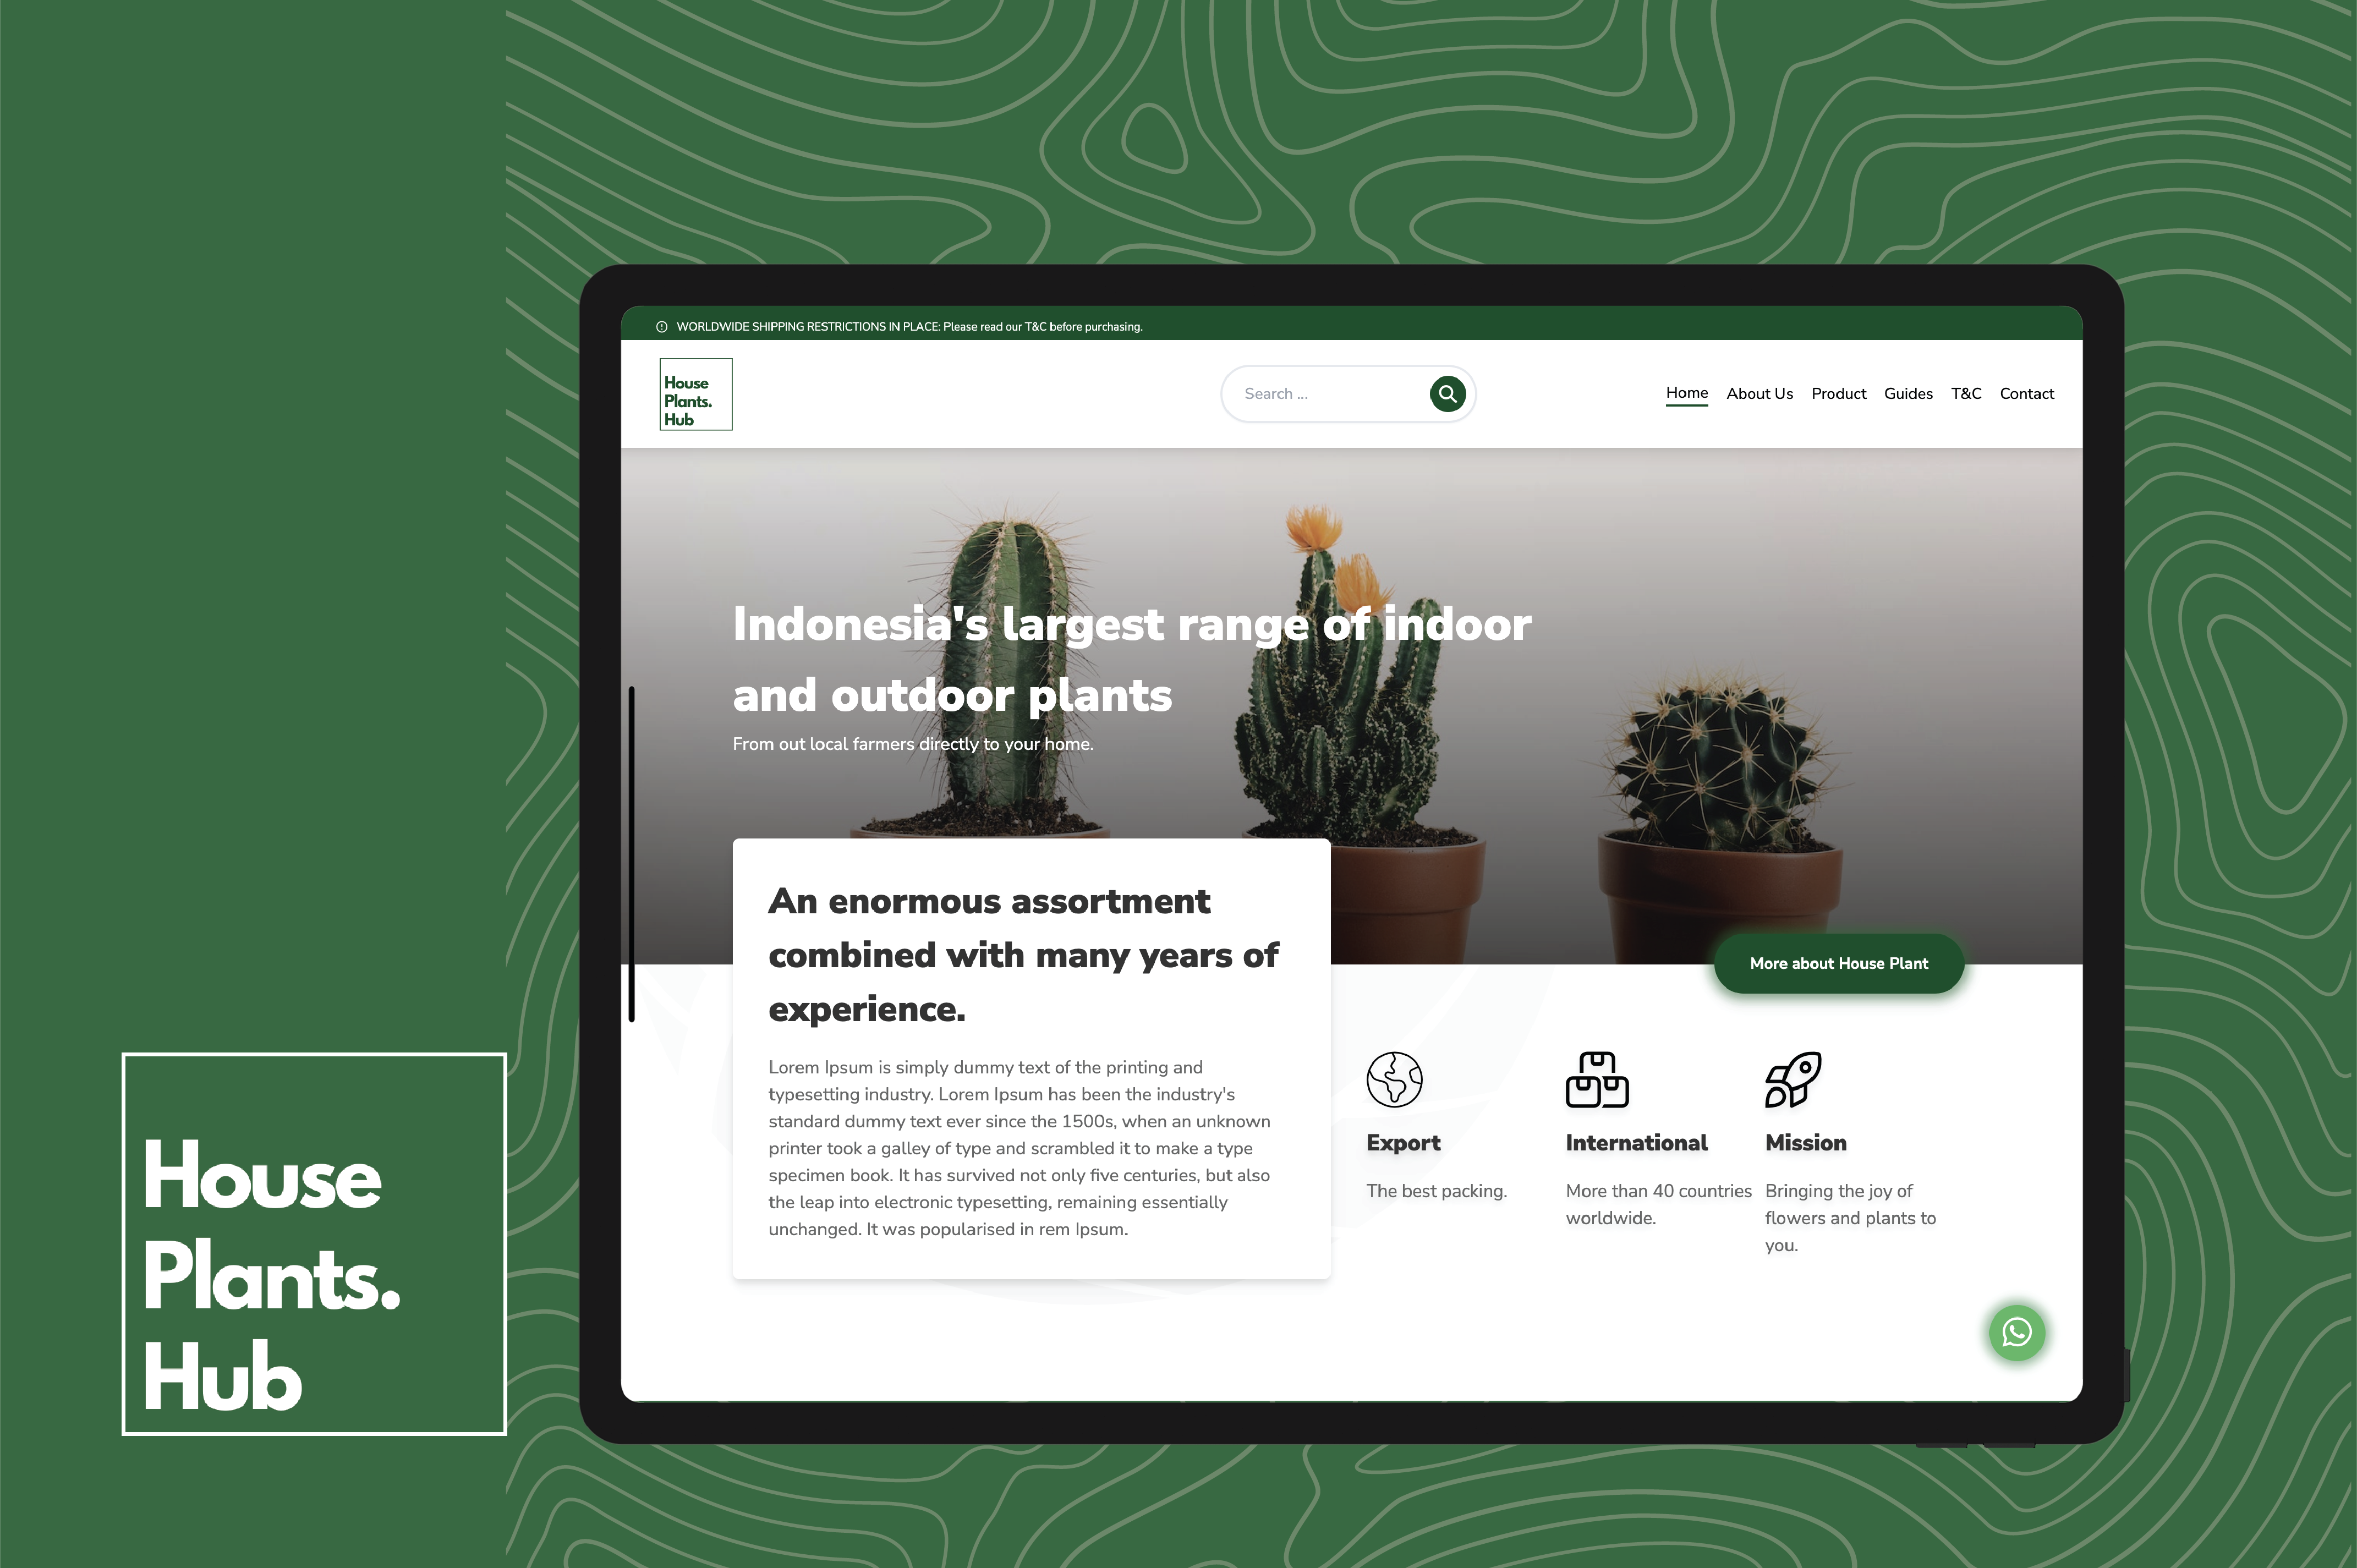 WORLDWIDE SHIPPING RESTRICTIONS IN PLACE: Please read our T&C before purchasing.
House
Plants.
Hub
Search ...
Home About Us Product Guides T&C Contact
Indonesia's largest range of indoor
and outdoor plants
From out local farmers directly to your home.
An enormous assortment
combined with many years of
experience.
Lorem Ipsum is simply dummy text of the printing and
typesetting industry. Lorem Ipsum has been the industry's
standard dummy text ever since the 1500s, when an unknown
printer took a galley of type and scrambled it to make a type
specimen book. It has survived not only five centuries, but also
the leap into electronic typesetting, remaining essentially
unchanged. It was popularised in rem Ipsum.
More about House Plant
Export
The best packing.
International
More than 40 countries
worldwide.
Mission
Bringing the joy of
flowers and plants to
you.
House
Plants.
Hub